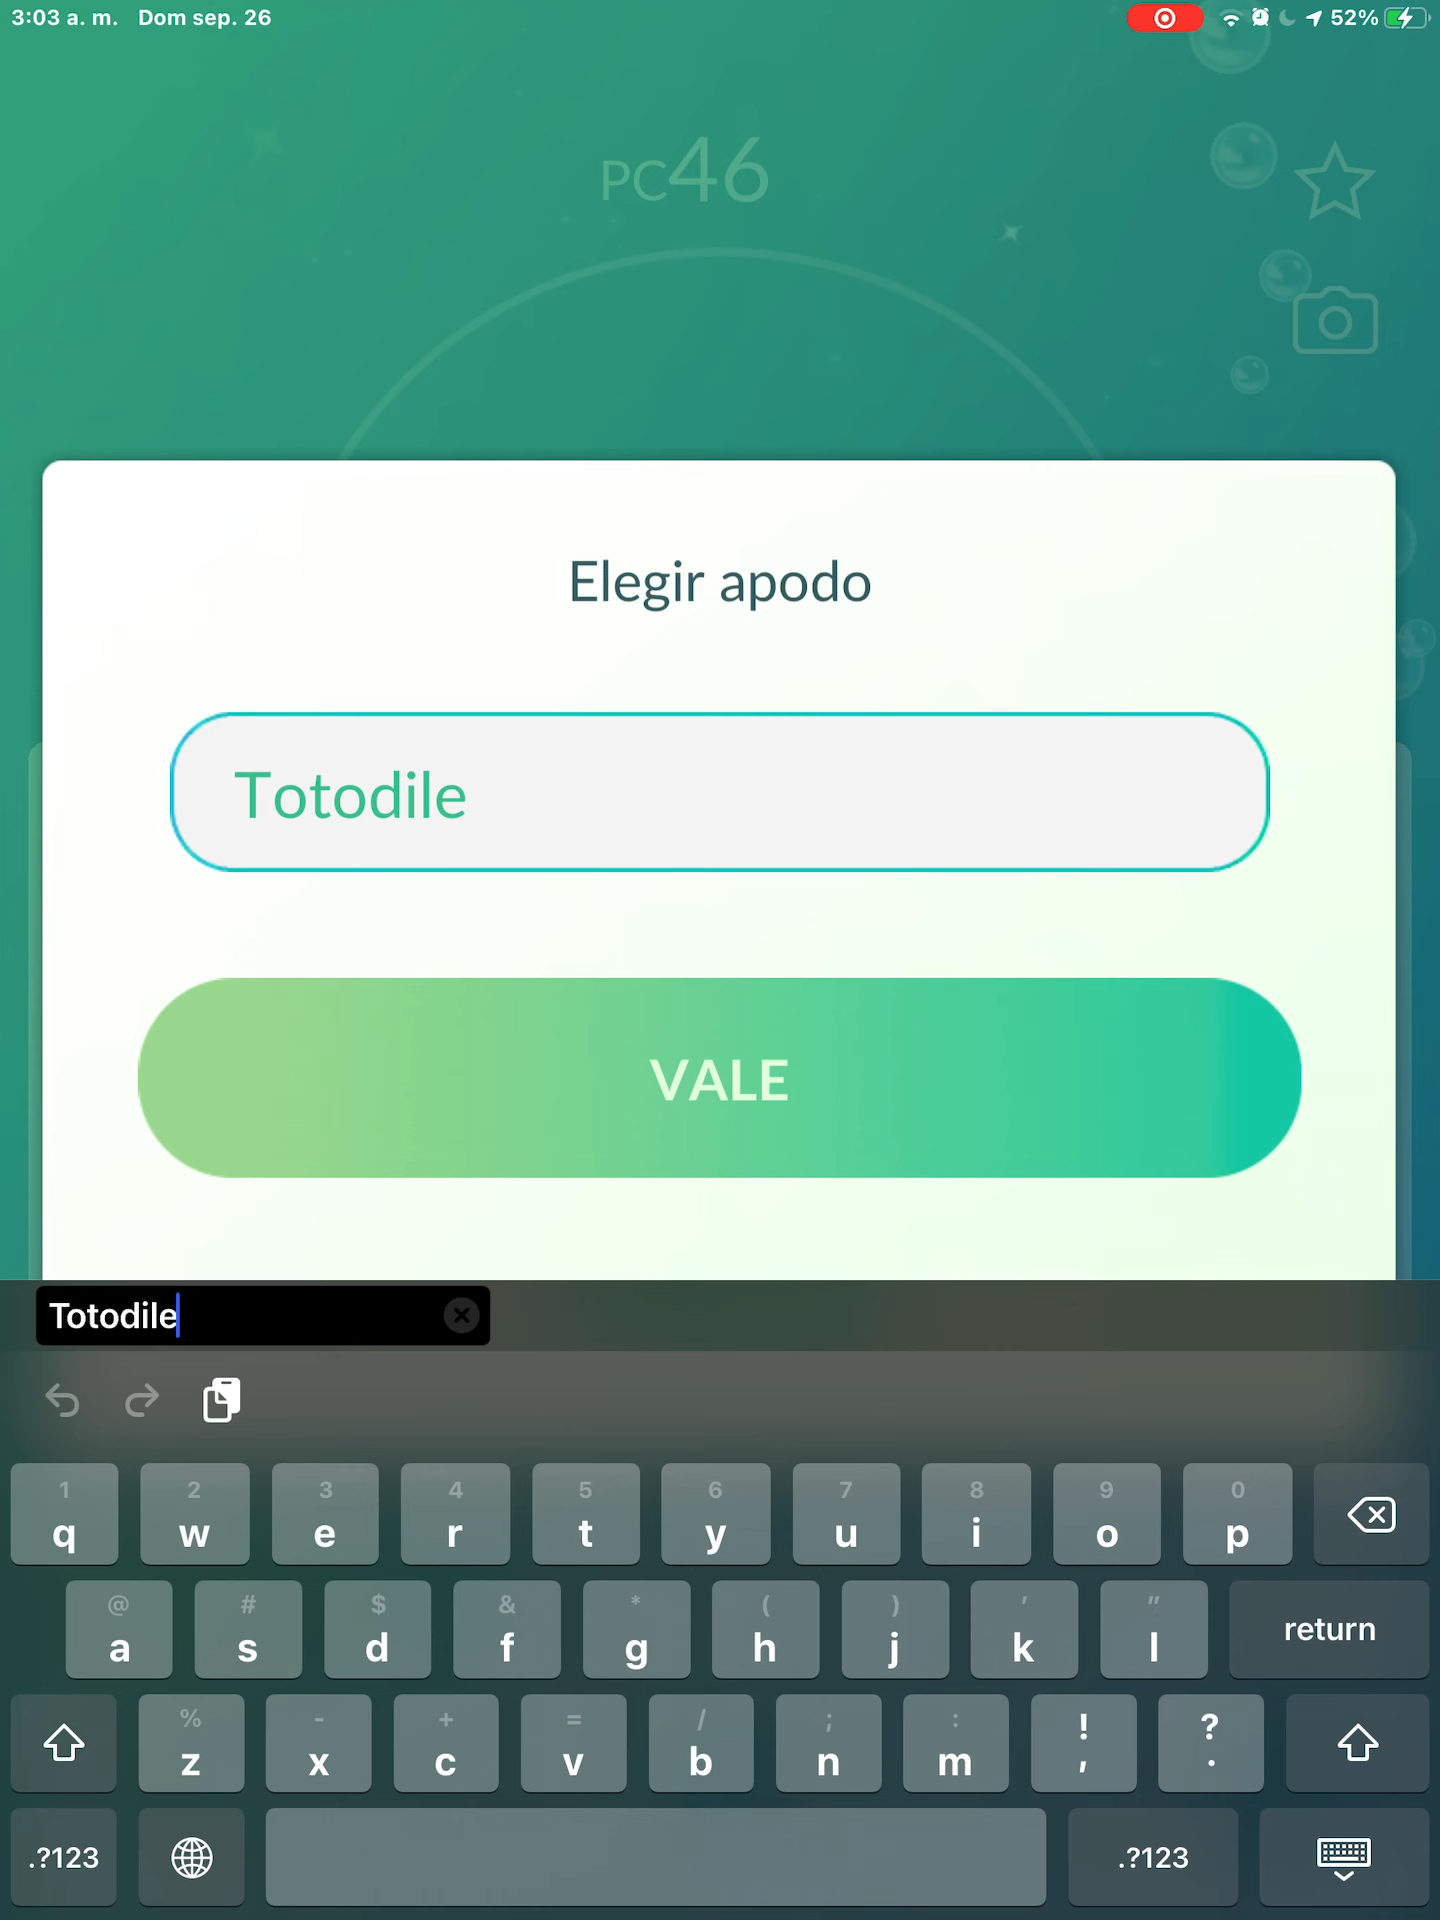 3:03 a. m. Dom sep. 26 52%
PC46
Elegir apodo
Totodile
VALE
Totodile
1 2 3 4 5 6 7 8 9 0
q w e r t y u i o p
@ # $ & * ( ) ' "
a s d f g h j k l return
% - + = / ; : ! ?
z x c v b n m , .
.?123 .?123